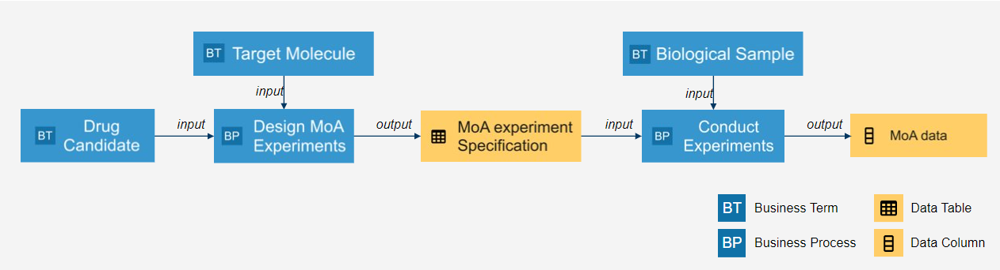 BT Target Molecule
BT Biological Sample
input
input
BT Drug
Candidate
input
BP Design MoA
Experiments
output
MoA experiment
Specification
input
BP Conduct
Experiments
output
MoA data
BT Business Term
Data Table
BP Business Process
Data Column